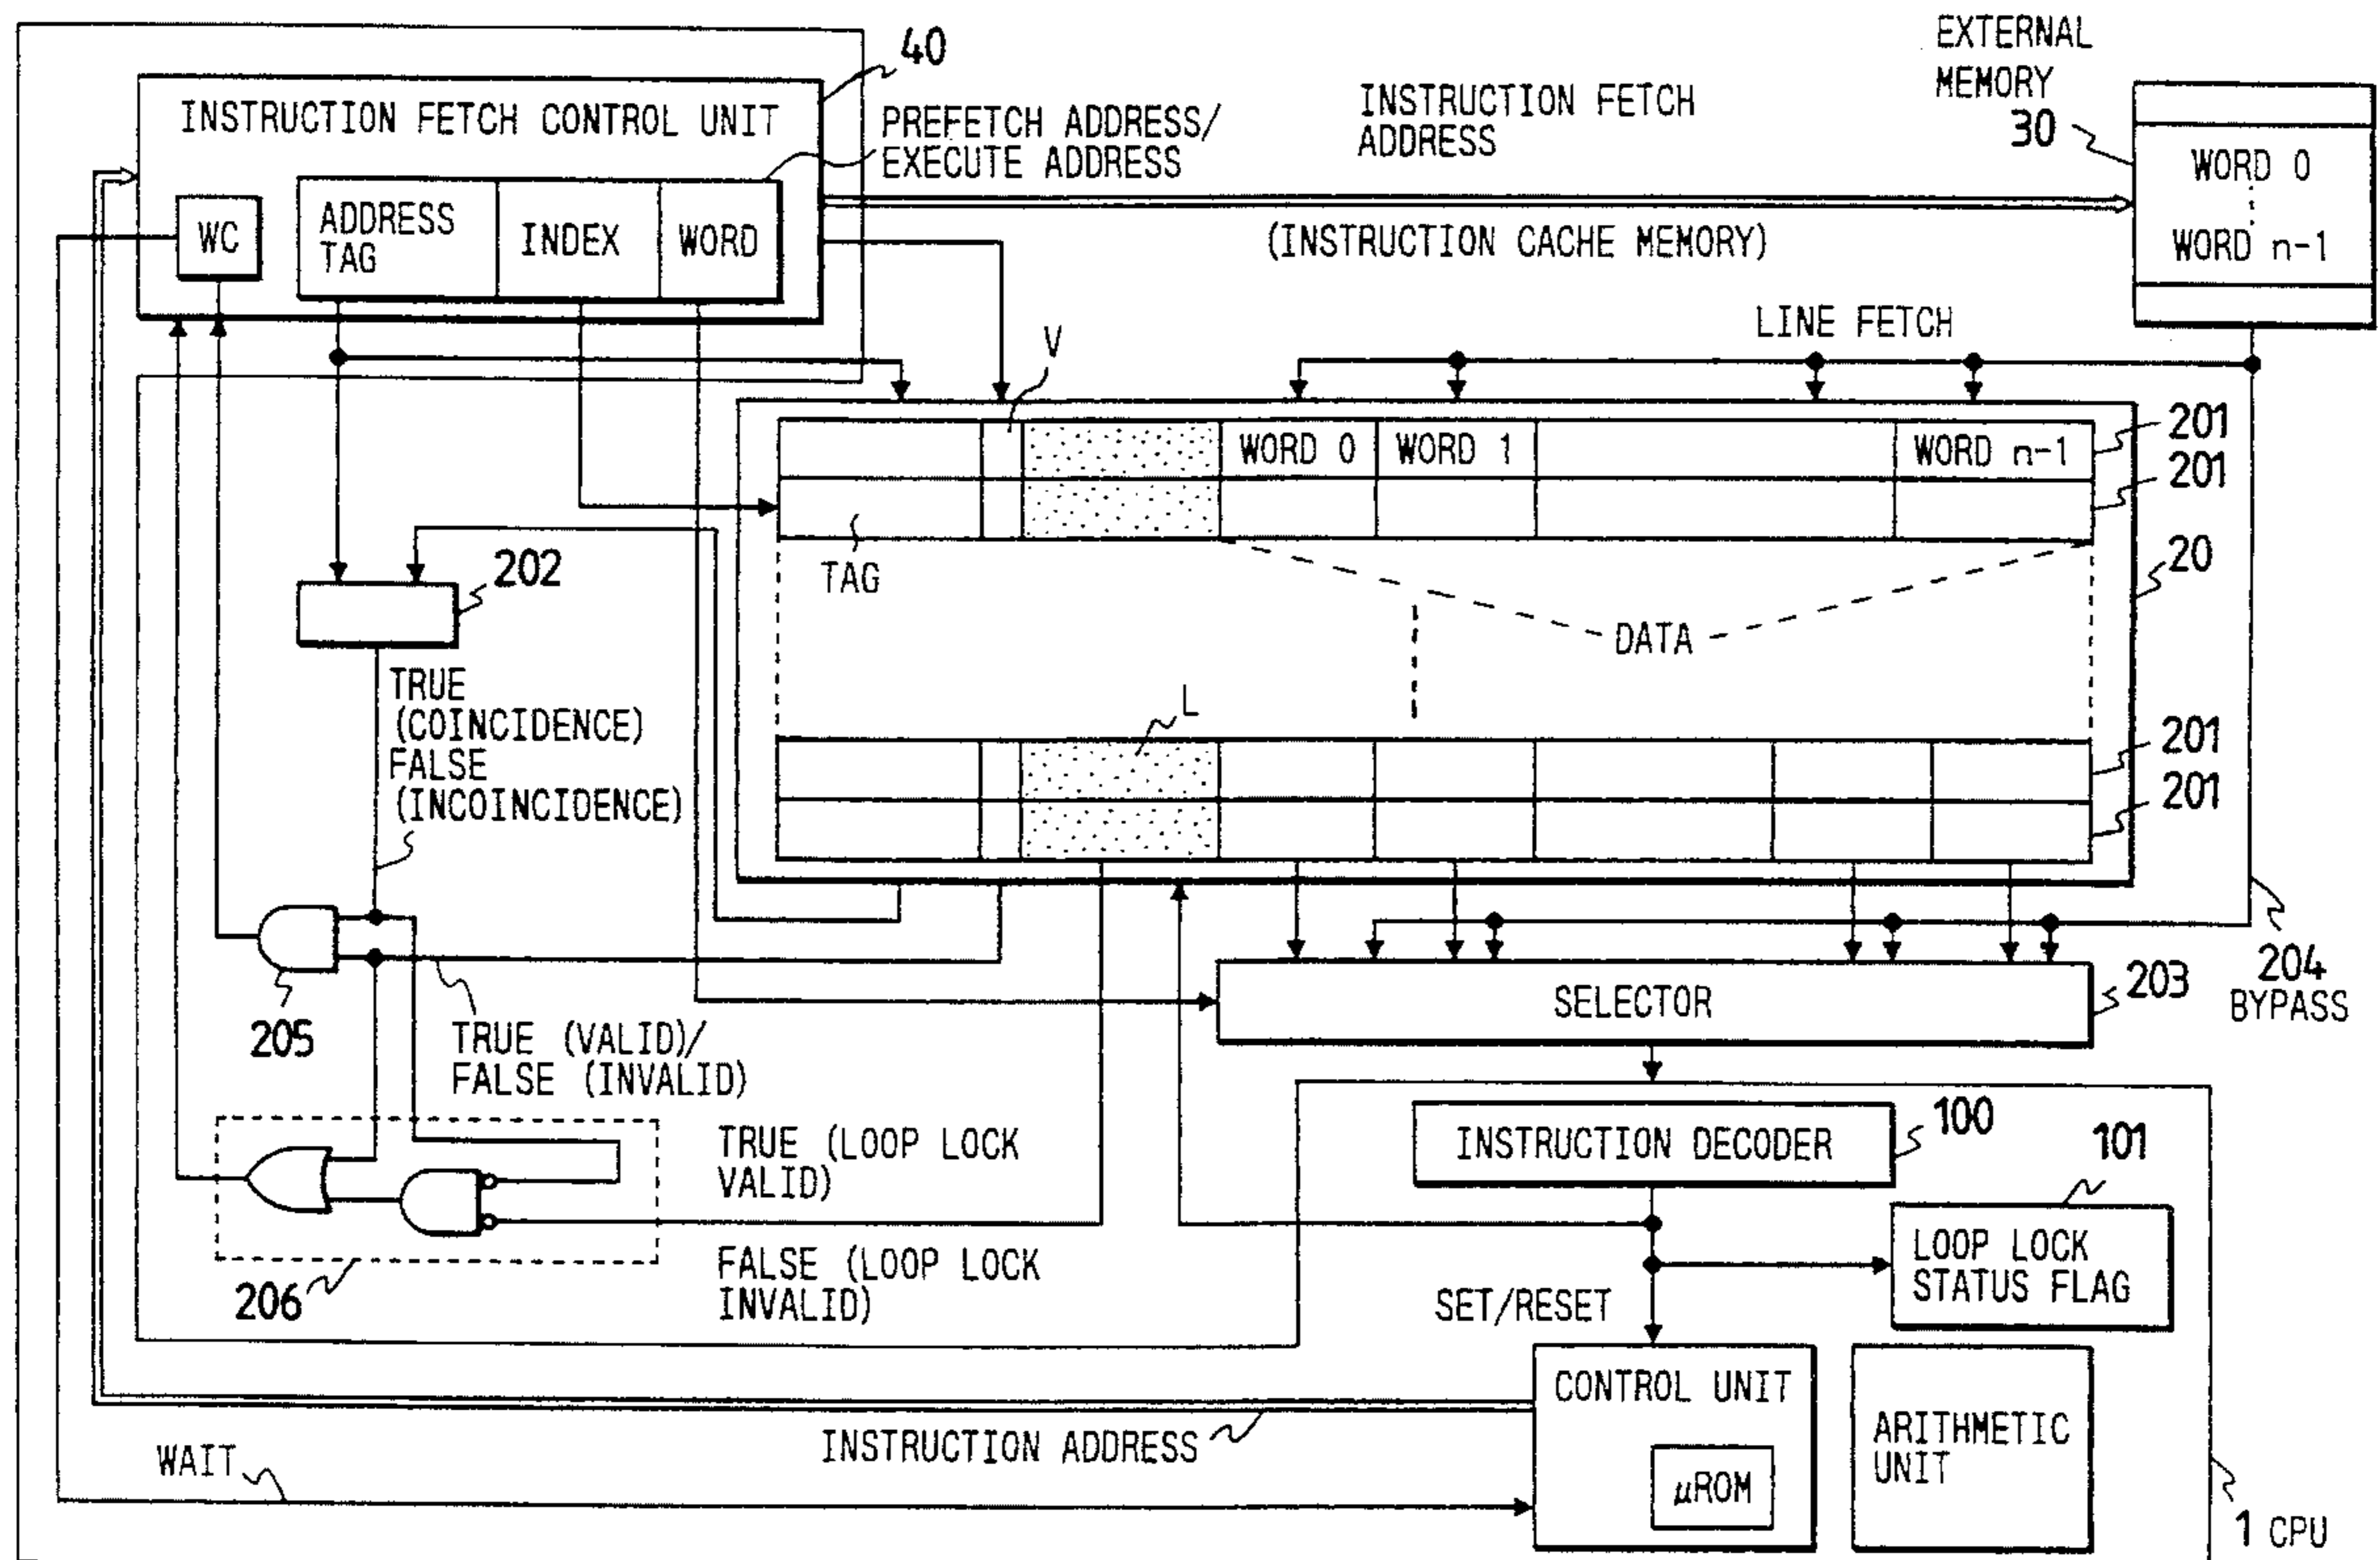 40
EXTERNAL
MEMORY
30
INSTRUCTION FETCH CONTROL UNIT
PREFETCH ADDRESS/
EXECUTE ADDRESS
INSTRUCTION FETCH
ADDRESS
WORD 0
WORD n-1
WC
ADDRESS
TAG
INDEX
WORD
(INSTRUCTION CACHE MEMORY)
LINE FETCH
V
WORD 0
WORD 1
WORD n-1
201
201
TAG
202
20
DATA
TRUE
(COINCIDENCE)
FALSE
(INCOINCIDENCE)
L
201
201
205
TRUE (VALID)/
FALSE (INVALID)
SELECTOR
203
204
BYPASS
TRUE (LOOP LOCK
VALID)
FALSE (LOOP LOCK
INVALID)
206
INSTRUCTION DECODER
100
101
LOOP LOCK
STATUS FLAG
SET/RESET
CONTROL UNIT
μROM
ARITHMETIC
UNIT
INSTRUCTION ADDRESS
WAIT
1 CPU